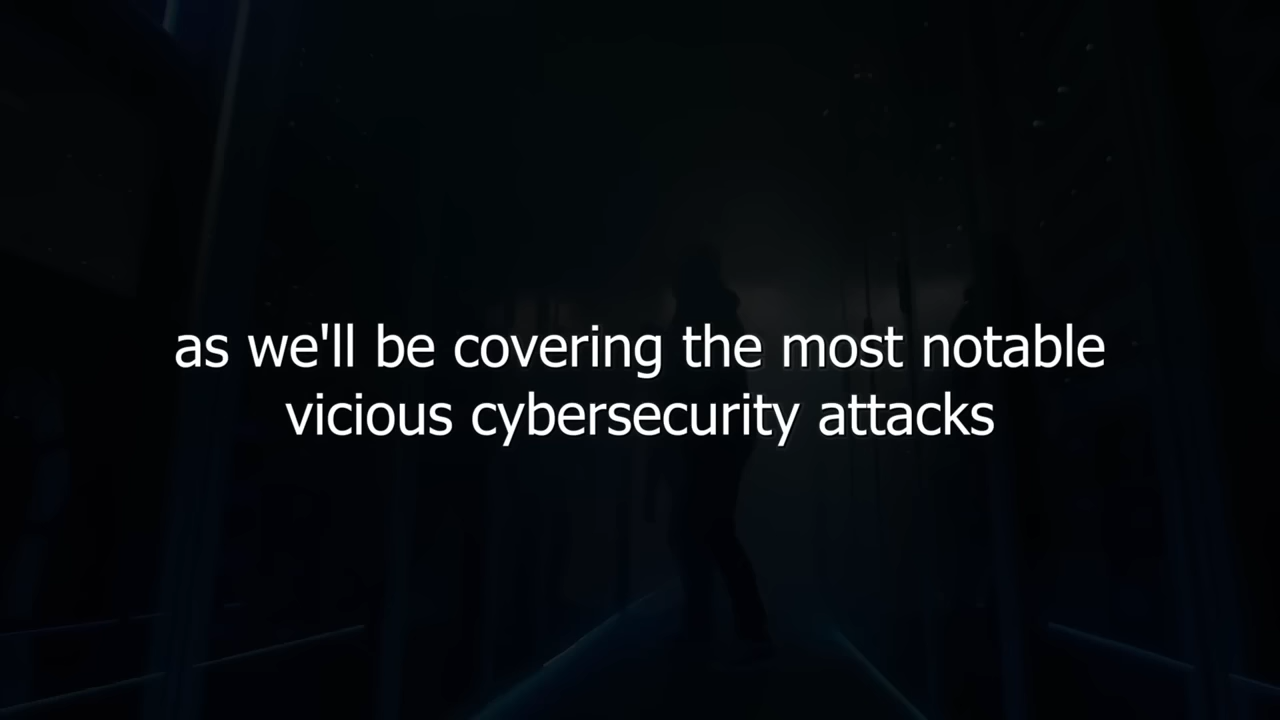 as we'll be covering the most notable
vicious cybersecurity attacks